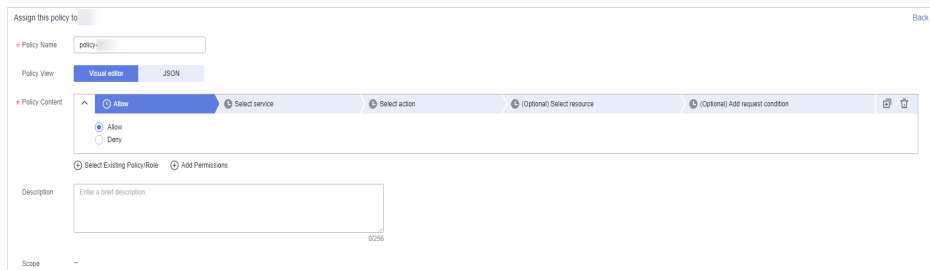 Assign this policy to
Back
* Policy Name policy-
Policy View Visual editor JSON
* Policy Content Allow Select service Select action (Optional) Select resource (Optional) Add request condition
Allow
Deny
Select Existing Policy/Role Add Permissions
Description Enter a brief description.
0/256
Scope --